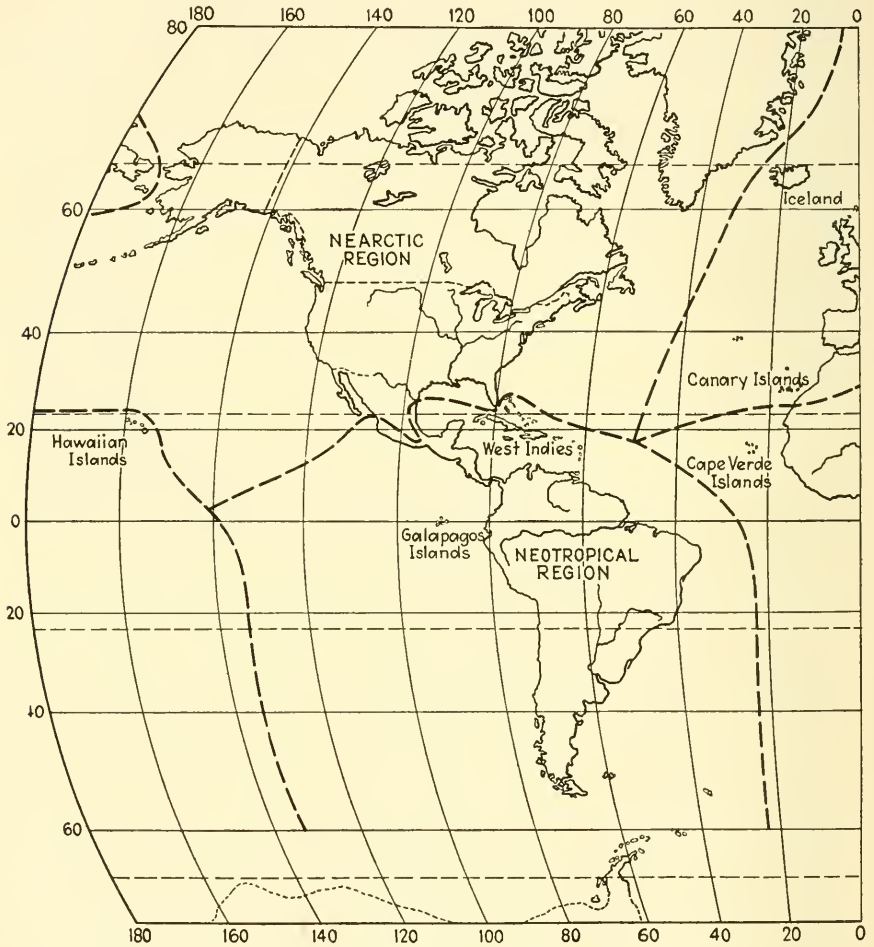 180 160 140 120 100 80 60 40 20 0
80
Iceland
60
NEARCTIC
REGION
40
Canary Islands
20
Hawaiian
Islands
West Indies
Cape Verde
Islands
0
Galapagos
Islands
NEOTROPICAL
REGION
20
40
60
180 160 140 120 100 80 60 40 20 0